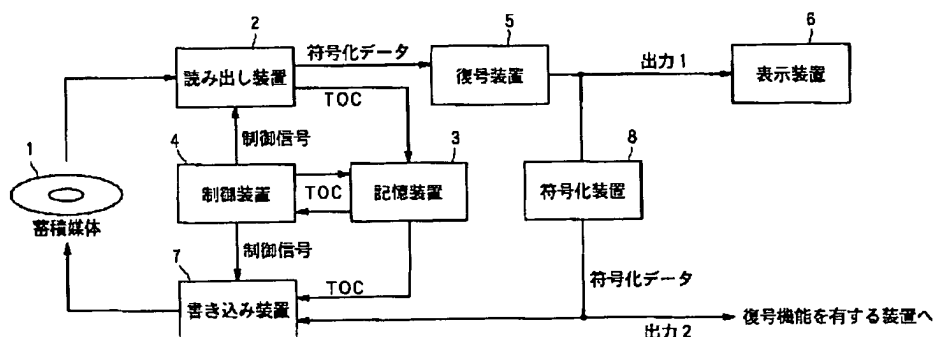 2
読み出し装置
符号化データ
5
復号装置
出力1
6
表示装置
TOC
制御信号
1
蓄積媒体
4
制御装置
TOC
3
記憶装置
8
符号化装置
制御信号
7
書き込み装置
TOC
符号化データ
出力2
復号機能を有する装置へ